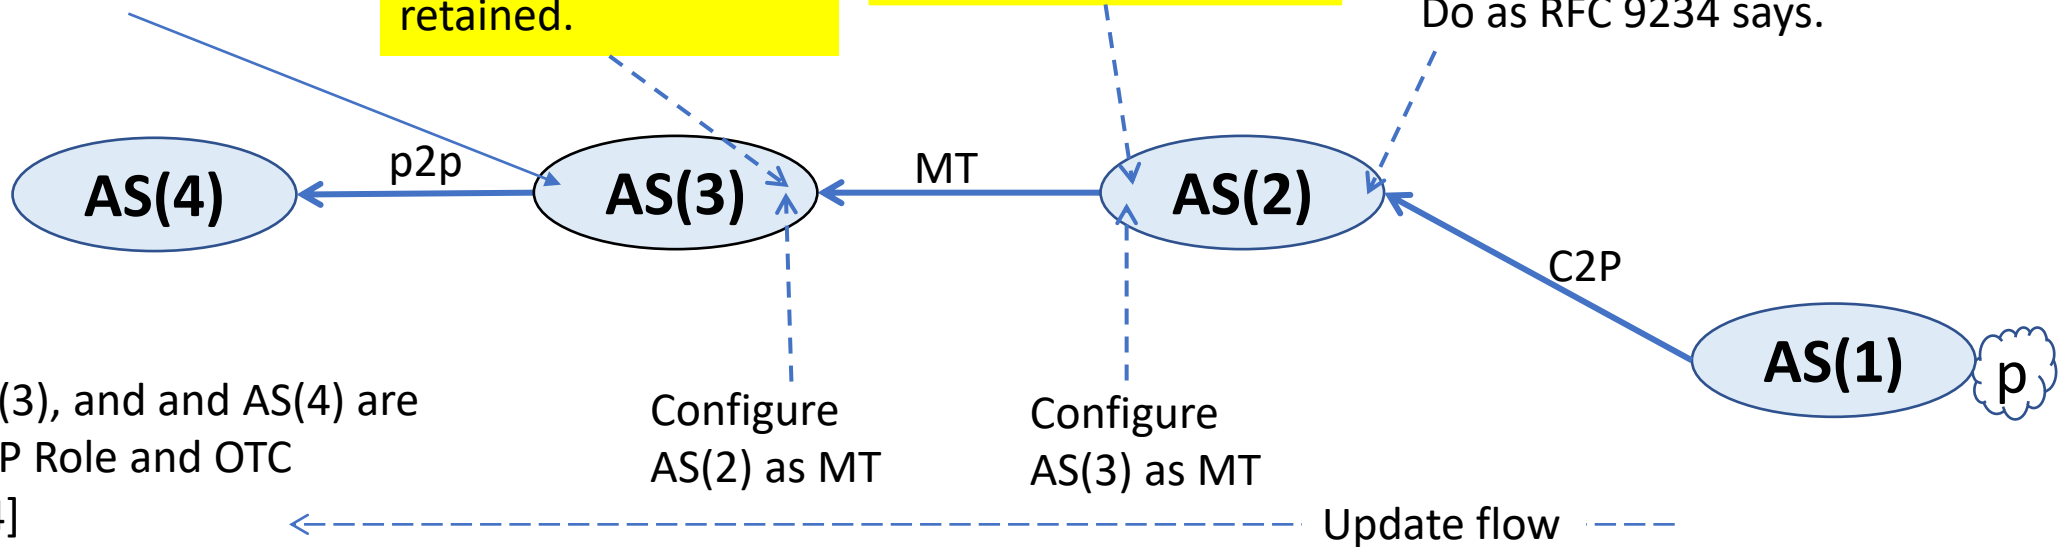 retained.
Do as RFC 9234 says.
p2p
MT
AS(4)
AS(3)
AS(2)
C2P
AS(1)
p
(3), and and AS(4) are
P Role and OTC
4]
Configure
AS(2) as MT
Configure
AS(3) as MT
Update flow